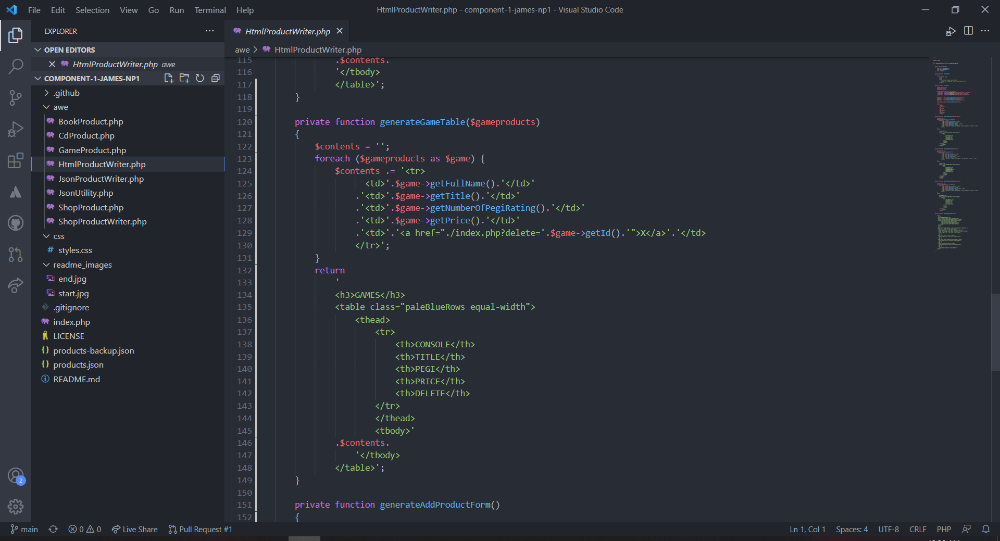 File Edit Selection View Go Run Terminal Help
HtmlProductWriter.php - component-1-james-np1 - Visual Studio Code
EXPLORER
OPEN EDITORS
HtmlProductWriter.php awe
COMPONENT-1-JAMES-NP1
.github
awe
BookProduct.php
CdProduct.php
GameProduct.php
HtmlProductWriter.php
JsonProductWriter.php
JsonUtility.php
ShopProduct.php
ShopProductWriter.php
css
styles.css
readme_images
end.jpg
start.jpg
.gitignore
index.php
LICENSE
products-backup.json
products.json
README.md
2
HtmlProductWriter.php
awe > HtmlProductWriter.php
115 .$contents.
116 '</tbody>
117 </table>';
118 }
119
120 private function generateGameTable($gameproducts)
121 {
122 $contents = '';
123 foreach ($gameproducts as $game) {
124 $contents .= '<tr>
125 <td>'.$game->getFullName().'</td>'
126 .'<td>'.$game->getTitle().'</td>'
127 .'<td>'.$game->getNumberOfPegiRating().'</td>'
128 .'<td>'.$game->getPrice().'</td>'
129 .'<td>'.'<a href="./index.php?delete='.$game->getId().'">X</a>'.'</td>
130 </tr>';
131 }
132 return
133 '
134 <h3>GAMES</h3>
135 <table class="paleBlueRows equal-width">
136 <thead>
137 <tr>
138 <th>CONSOLE</th>
139 <th>TITLE</th>
140 <th>PEGI</th>
141 <th>PRICE</th>
142 <th>DELETE</th>
143 </tr>
144 </thead>
145 <tbody>'
146 .$contents.
147 '</tbody>
148 </table>';
149 }
150
151 private function generateAddProductForm()
152 {
main 0 0 Live Share Pull Request #1 Ln 1, Col 1 Spaces: 4 UTF-8 CRLF PHP